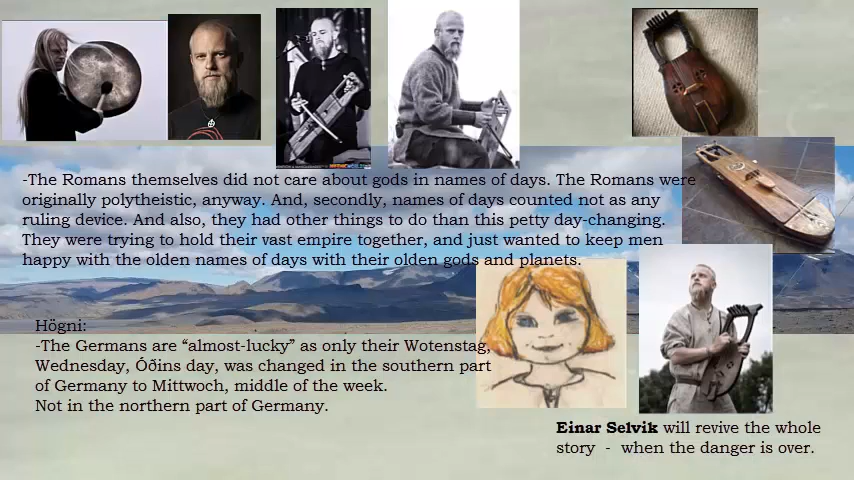 -The Romans themselves did not care about gods in names of days. The Romans were
originally polytheistic, anyway. And, secondly, names of days counted not as any
ruling device. And also, they had other things to do than this petty day-changing.
They were trying to hold their vast empire together, and just wanted to keep men
happy with the olden names of days with their olden gods and planets.
Högni:
-The Germans are “almost-lucky” as only their Wotenstag,
Wednesday, Óðins day, was changed in the southern part
of Germany to Mittwoch, middle of the week.
Not in the northern part of Germany.
Einar Selvik will revive the whole
story - when the danger is over.